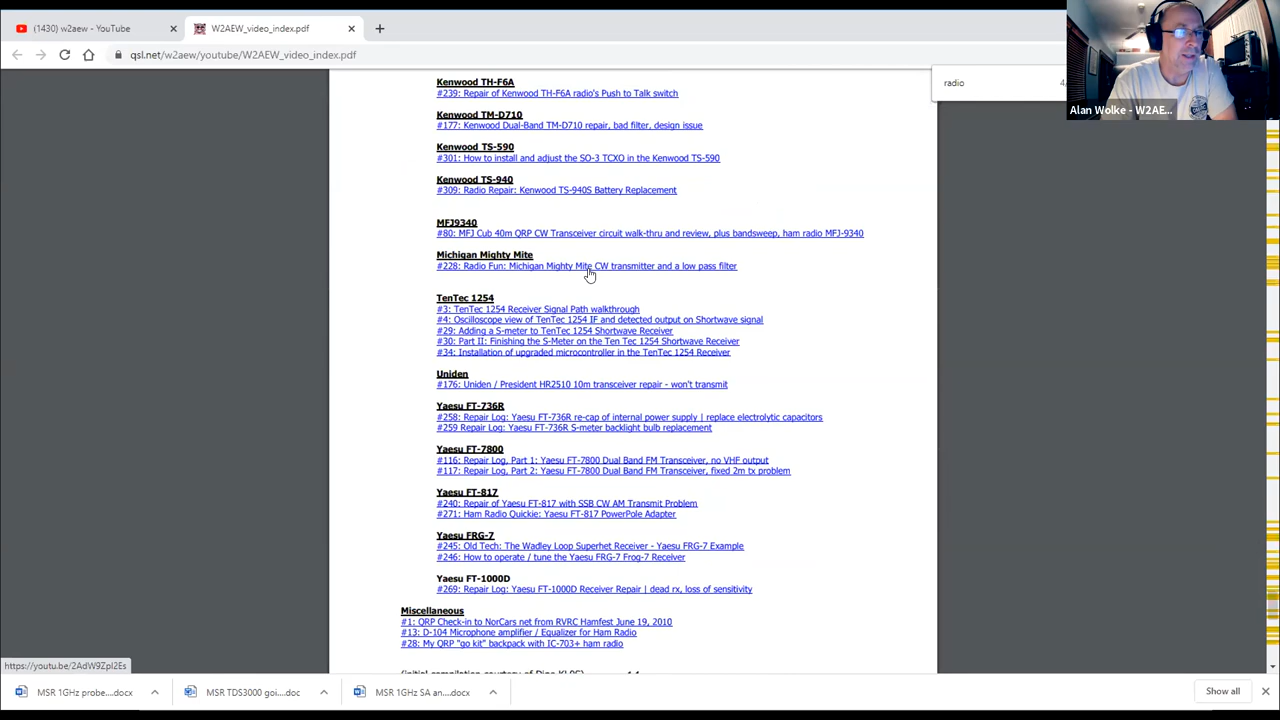 (1430) w2aew - YouTube
W2AEW_video_index.pdf
qsl.net/w2aew/youtube/W2AEW_video_index.pdf
radio
4
Alan Wolke - W2AE...
Kenwood TH-F6A
#239: Repair of Kenwood TH-F6A radio's Push to Talk switch
Kenwood TM-D710
#177: Kenwood Dual-Band TM-D710 repair, bad filter, design issue
Kenwood TS-590
#301: How to install and adjust the SO-3 TCXO in the Kenwood TS-590
Kenwood TS-940
#309: Radio Repair: Kenwood TS-940S Battery Replacement
MFJ9340
#80: MFJ Cub 40m QRP CW Transceiver circuit walk-thru and review, plus bandsweep, ham radio MFJ-9340
Michigan Mighty Mite
#228: Radio Fun: Michigan Mighty Mite CW transmitter and a low pass filter
TenTec 1254
#3: TenTec 1254 Receiver Signal Path walkthrough
#4: Oscilloscope view of TenTec 1254 IF and detected output on Shortwave signal
#29: Adding a S-meter to TenTec 1254 Shortwave Receiver
#30: Part II: Finishing the S-Meter on the Ten Tec 1254 Shortwave Receiver
#34: Installation of upgraded microcontroller in the TenTec 1254 Receiver
Uniden
#176: Uniden / President HR2510 10m transceiver repair - won't transmit
Yaesu FT-736R
#258: Repair Log: Yaesu FT-736R re-cap of internal power supply | replace electrolytic capacitors
#259 Repair Log: Yaesu FT-736R S-meter backlight bulb replacement
Yaesu FT-7800
#116: Repair Log, Part 1: Yaesu FT-7800 Dual Band FM Transceiver, no VHF output
#117: Repair Log, Part 2: Yaesu FT-7800 Dual Band FM Transceiver, fixed 2m tx problem
Yaesu FT-817
#240: Repair of Yaesu FT-817 with SSB CW AM Transmit Problem
#271: Ham Radio Quickie: Yaesu FT-817 PowerPole Adapter
Yaesu FRG-7
#245: Old Tech: The Wadley Loop Superhet Receiver - Yaesu FRG-7 Example
#246: How to operate / tune the Yaesu FRG-7 Frog-7 Receiver
Yaesu FT-1000D
#269: Repair Log: Yaesu FT-1000D Receiver Repair | dead rx, loss of sensitivity
Miscellaneous
#1: QRP Check-in to NorCars net from RVRC Hamfest June 19, 2010
#13: D-104 Microphone amplifier / Equalizer for Ham Radio
#28: My QRP "go kit" backpack with IC-703+ ham radio
https://youtu.be/2AdW9Zpl2Es
MSR 1GHz probe....docx
MSR TDS3000 goi....doc
MSR 1GHz SA an....docx
Show all